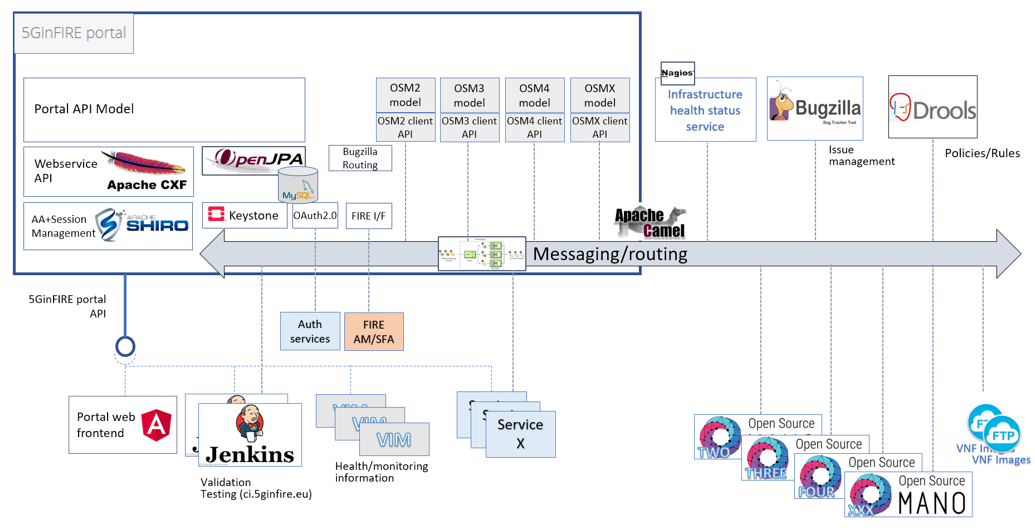 5GinFIRE portal
Portal API Model
OSM2
model
OSM2 client
API
OSM3
model
OSM3 client
API
OSM4
model
OSM4 client
API
OSMX
model
OSMX client
API
Nagios
Infrastructure
health status
service
Bugzilla
Bug Tracker Tool
Issue
management
Drools
Policies/Rules
Webservice
API
Apache CXF
OpenJPA
MySQL
Bugzilla
Routing
AA+Session
Management
APACHE
SHIRO
Keystone
OAuth2.0
FIRE I/F
Apache
Camel
Messaging/routing
5GinFIRE portal
API
Auth
services
FIRE
AM/SFA
Portal web
frontend
A
J
Jenkins
Validation
Testing (ci.5ginfire.eu)
VIM
VIM
VIM
Health/monitoring
information
Service
X
Open Source
TWO
Open Source
THREE
Open Source
FOUR
Open Source
MANO
XXX
FTP
VNF Images
VNF Images